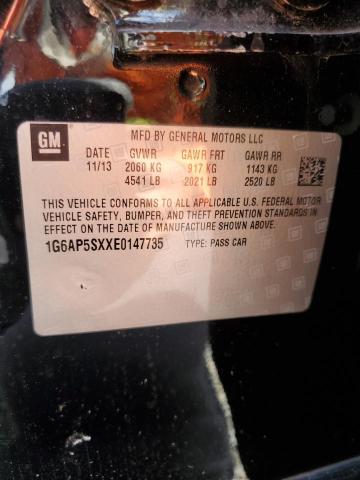 GM
MFD BY GENERAL MOTORS LLC
DATE GVWR GAWR FRT GAWR RR
11/13 2060 KG 917 KG 1143 KG
4541 LB 2021 LB 2520 LB
THIS VEHICLE CONFORMS TO ALL APPLICABLE U.S. FEDERAL MOTOR
VEHICLE SAFETY, BUMPER, AND THEFT PREVENTION STANDARDS IN
EFFECT ON THE DATE OF MANUFACTURE SHOWN ABOVE.
1G6AP5SXXE0147735 TYPE: PASS CAR